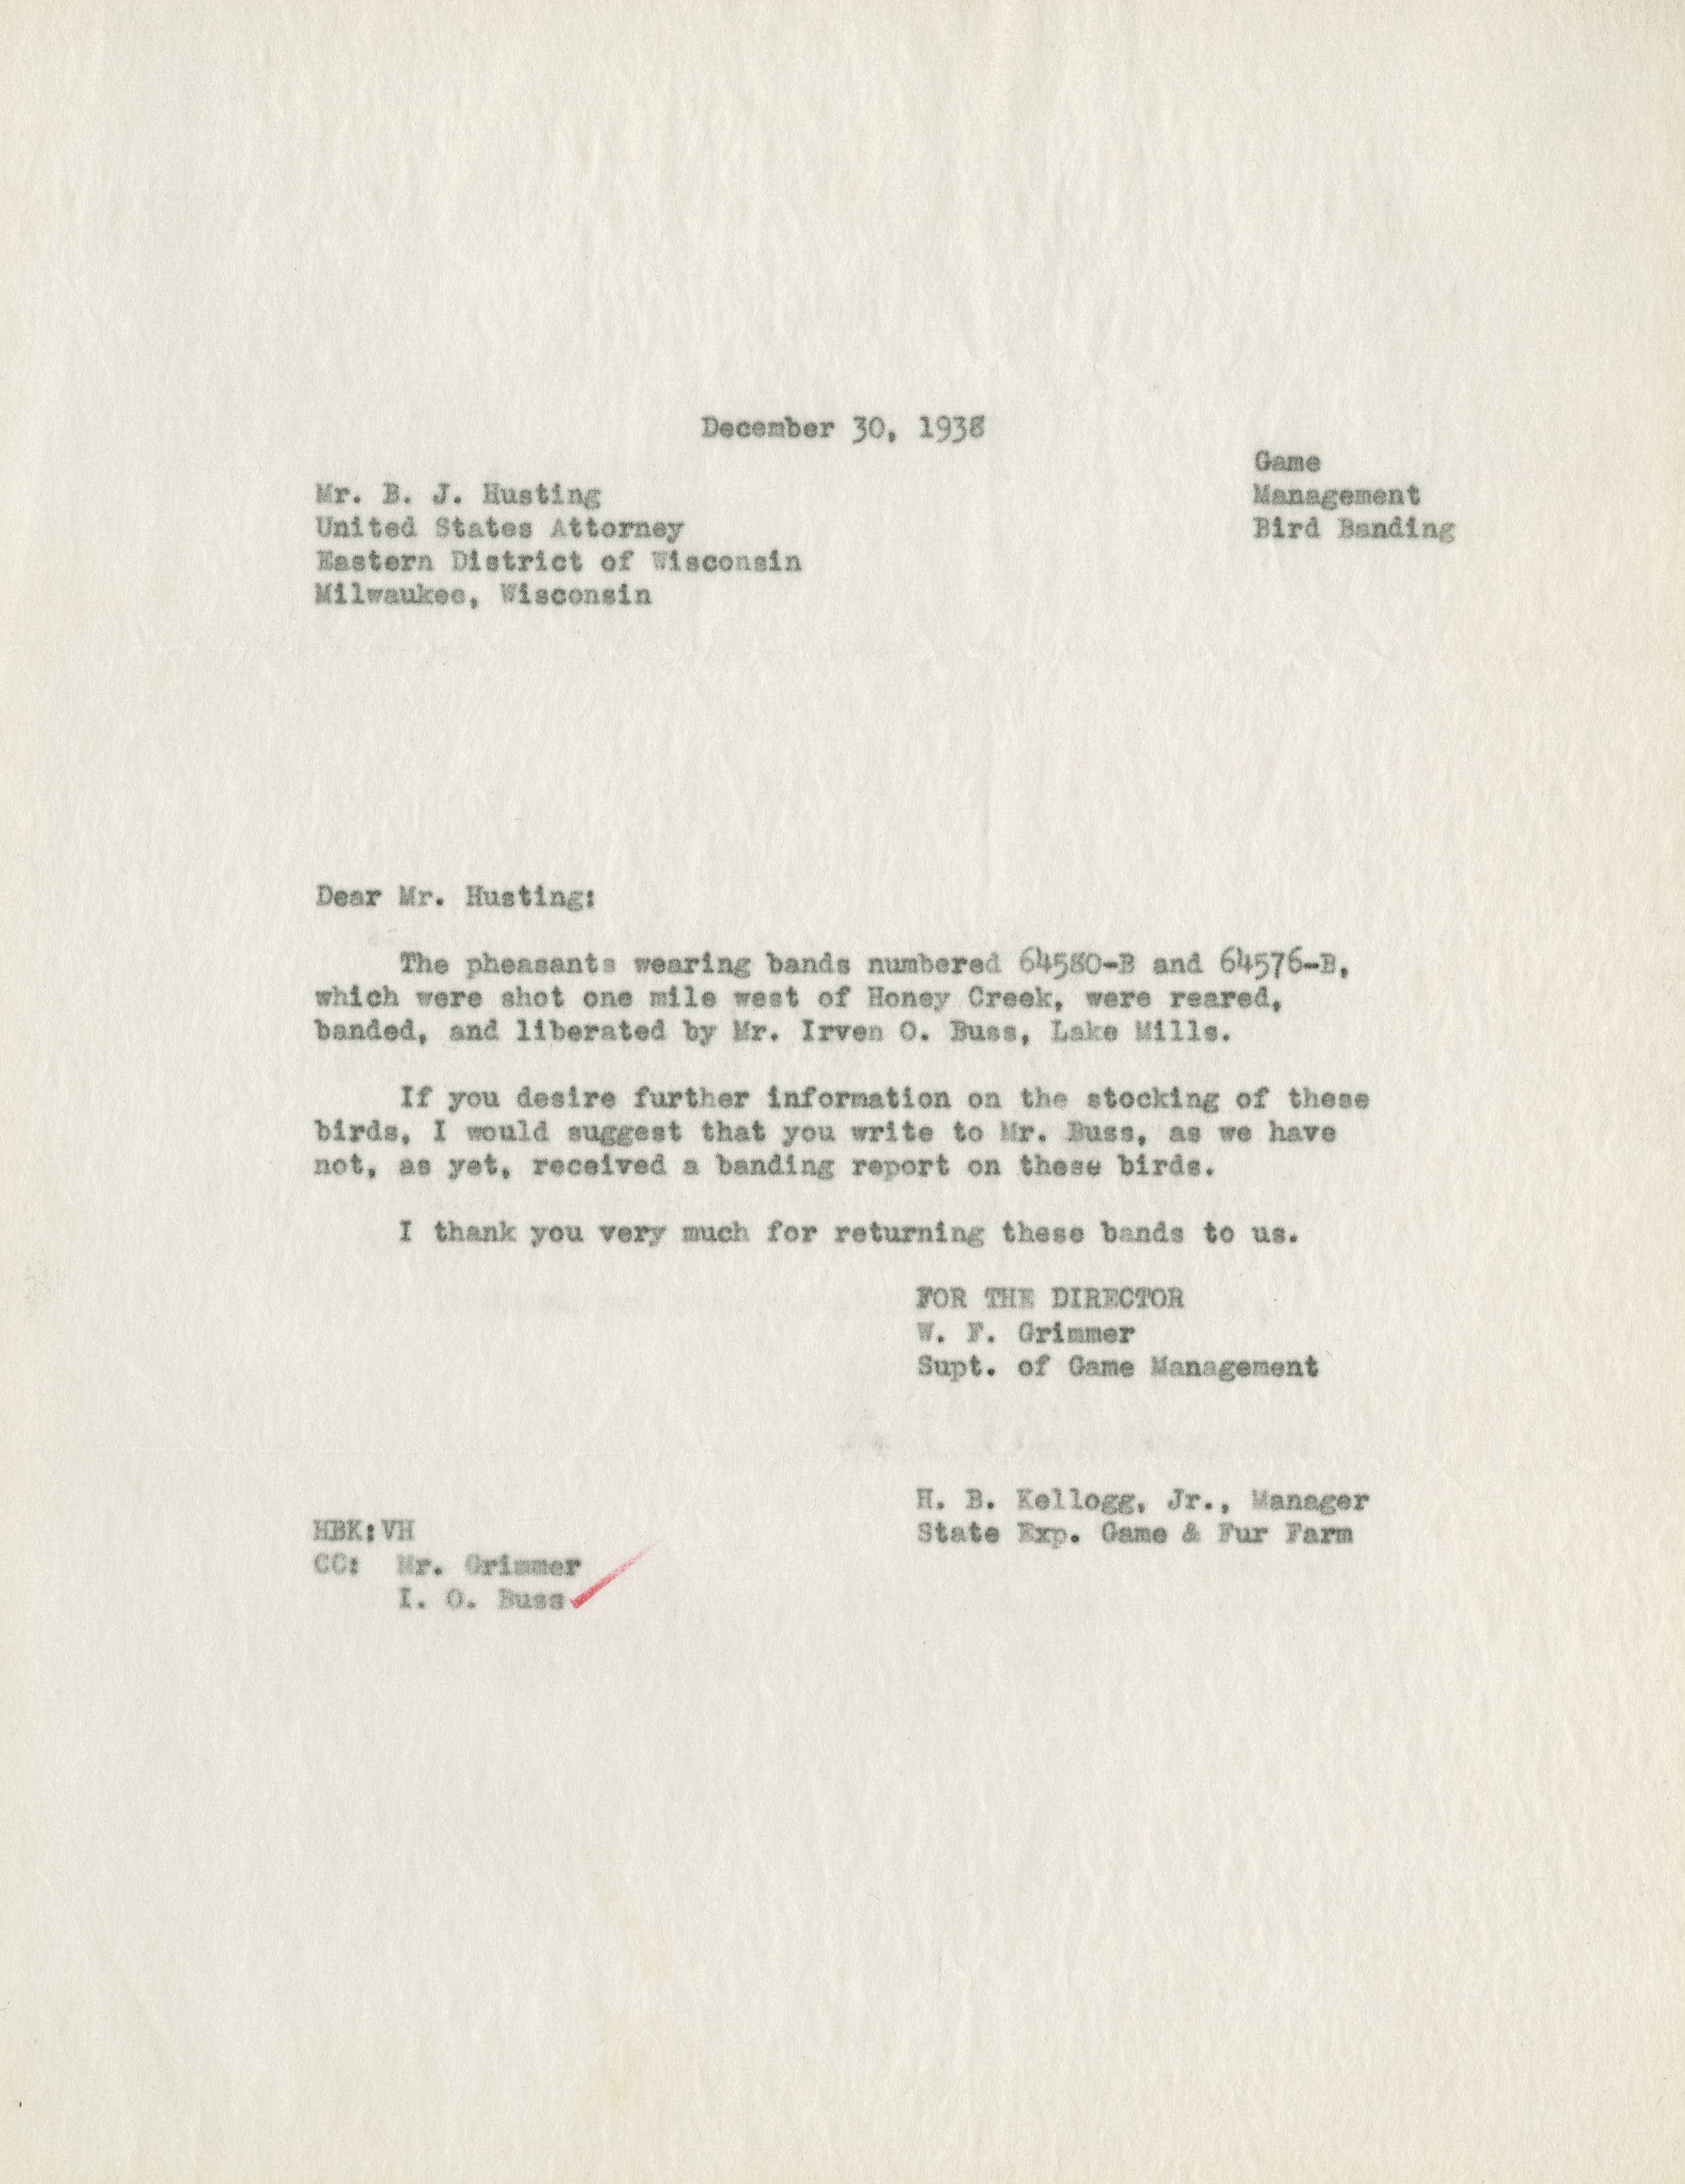 December 30, 1938
Game
Management
Bird Banding
Mr. B. J. Husting
United States Attorney
Eastern District of Wisconsin
Milwaukee, Wisconsin
Dear Mr. Husting:
The pheasants wearing bands numbered 64580-B and 64576-B,
which were shot one mile west of Honey Creek, were reared,
banded, and liberated by Mr. Irven O. Buss, Lake Mills.
If you desire further information on the stocking of these
birds, I would suggest that you write to Mr. Buss, as we have
not, as yet, received a banding report on these birds.
I thank you very much for returning these bands to us.
FOR THE DIRECTOR
W. F. Grimmer
Supt. of Game Management
H. B. Kellogg, Jr., Manager
State Exp. Game & Fur Farm
HBK:VH
CC: Mr. Grimmer
I. O. Buss